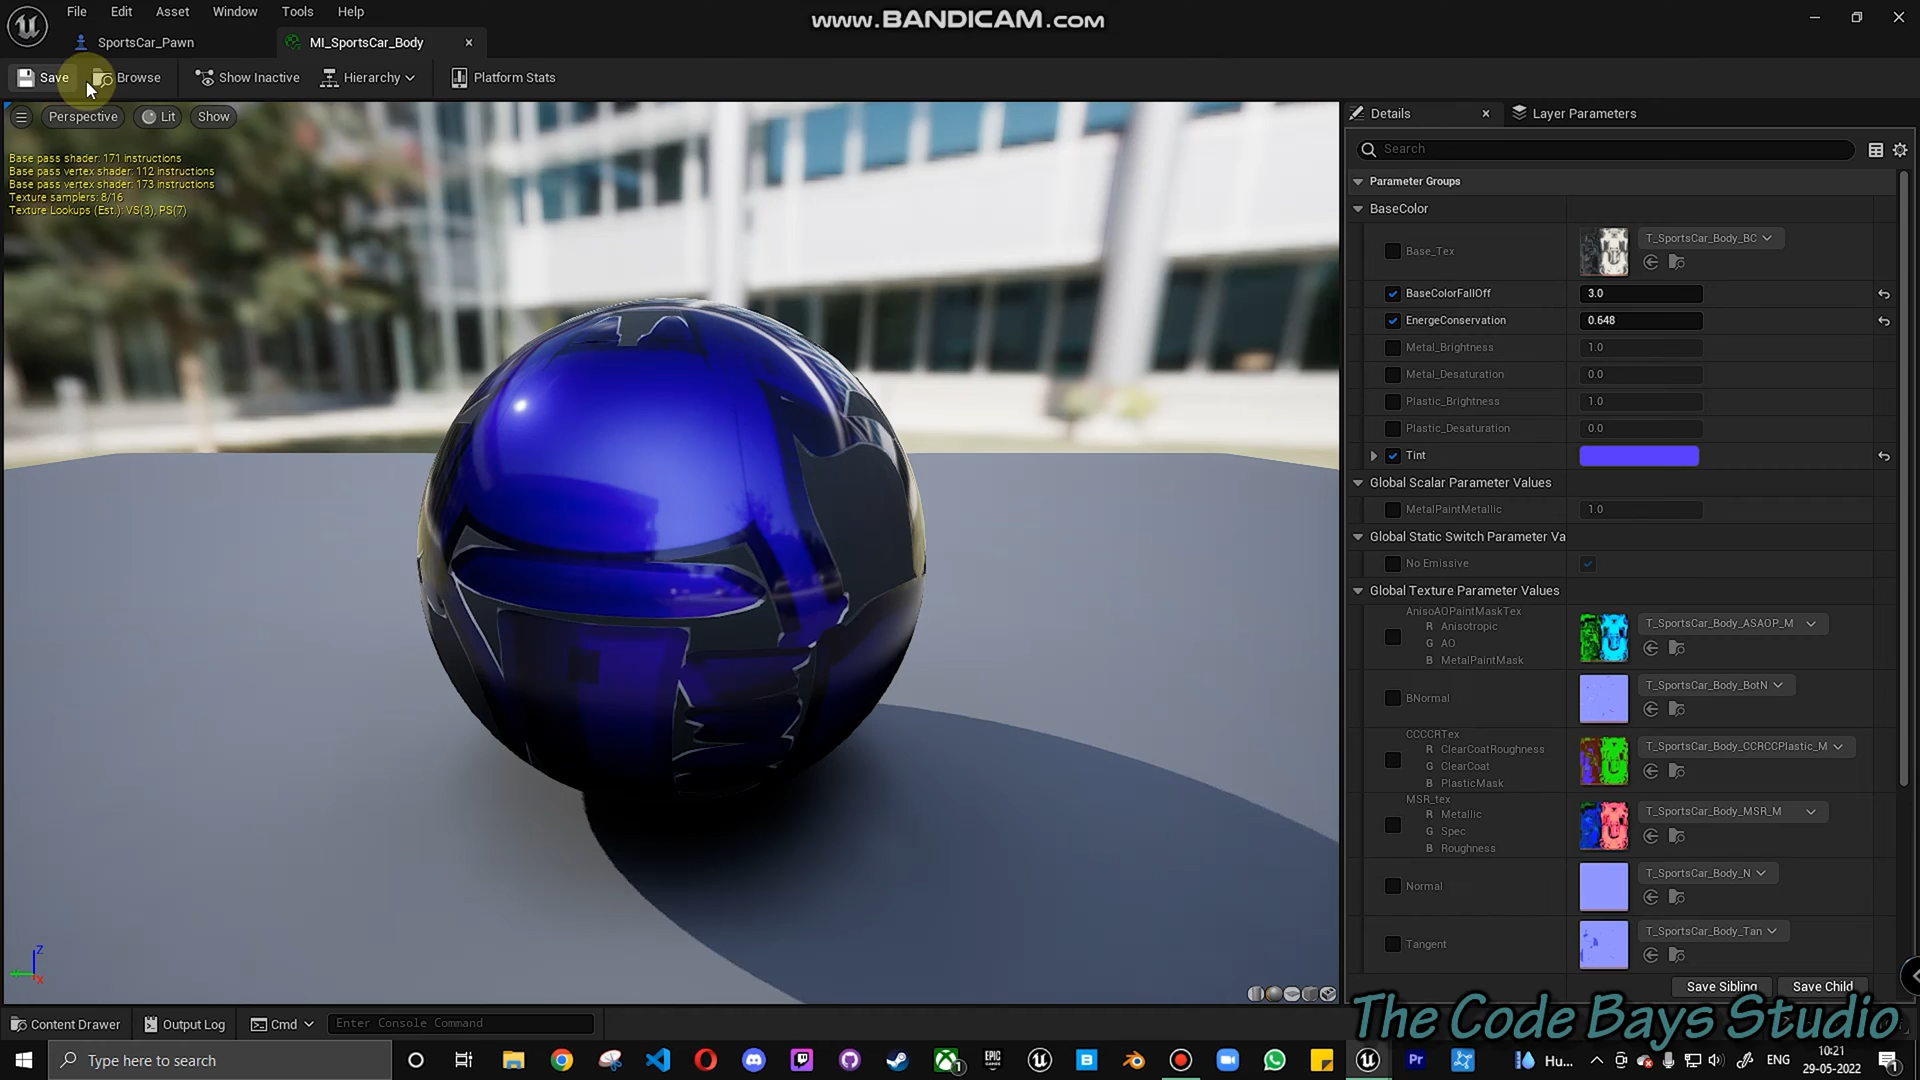 File Edit Asset Window Tools Help
www.BANDICAM.com
SportsCar_Pawn
MI_SportsCar_Body
Save Browse Show Inactive Hierarchy Platform Stats
Perspective Lit Show
Base pass shader: 171 instructions
Base pass vertex shader: 112 instructions
Base pass vertex shader: 173 instructions
Texture samplers: 8/16
Texture Lookups (Est.): VS(3), PS(7)
Details
Layer Parameters
Search
Parameter Groups
BaseColor
Base_Tex T_SportsCar_Body_BC
BaseColorFallOff 3.0
EnergeConservation 0.648
Metal_Brightness 1.0
Metal_Desaturation 0.0
Plastic_Brightness 1.0
Plastic_Desaturation 0.0
Tint
Global Scalar Parameter Values
MetalPaintMetallic 1.0
Global Static Switch Parameter Va
No Emissive
Global Texture Parameter Values
AnisoAOPaintMaskTex
R Anisotropic
G AO
B MetalPaintMask
T_SportsCar_Body_ASAOP_M
BNormal T_SportsCar_Body_BotN
CCCCRTex
R ClearCoatRoughness
G ClearCoat
B PlasticMask
T_SportsCar_Body_CCRCCPlastic_M
MSR_tex
R Metallic
G Spec
B Roughness
T_SportsCar_Body_MSR_M
Normal T_SportsCar_Body_N
Tangent T_SportsCar_Body_Tan
Save Sibling Save Child
Z
X
Content Drawer Output Log Cmd Enter Console Command
The Code Bays Studio
Type here to search
EPIC GAMES
Pr
Hu...
ENG
10:21
29-05-2022